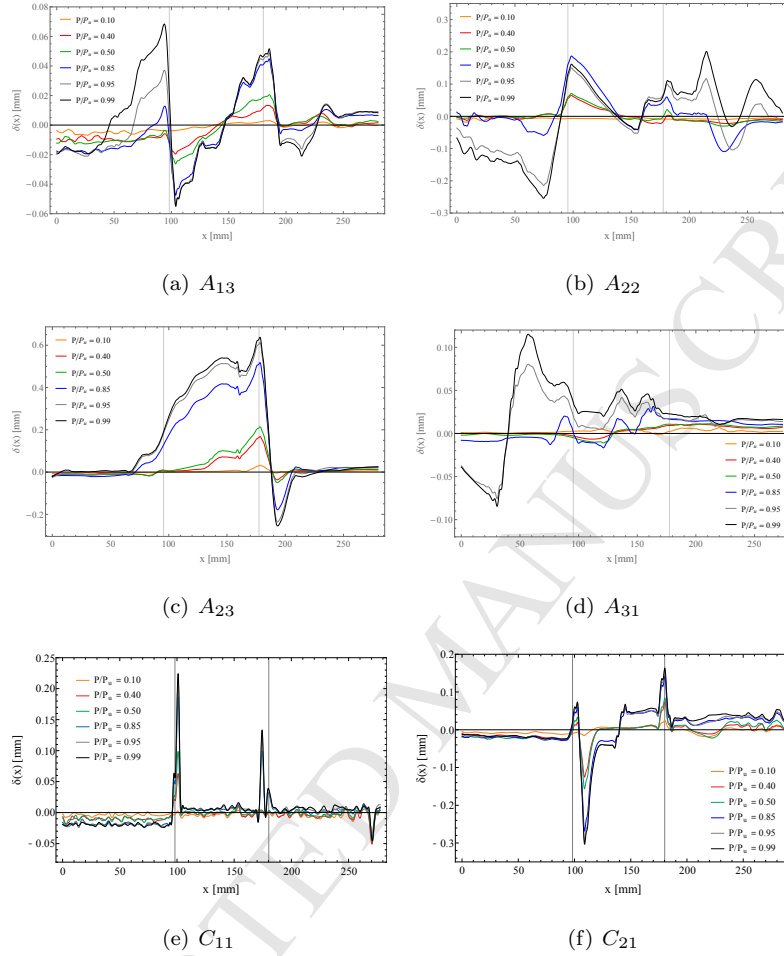 0.08
0.06
0.04
0.02
0.00
-0.02
-0.04
-0.06
δ(x) [mm]
P/Pu = 0.10
P/Pu = 0.40
P/Pu = 0.50
P/Pu = 0.85
P/Pu = 0.95
P/Pu = 0.99
0 50 100 150 200 250
x [mm]
(a) A13
0.3
0.2
0.1
0.0
-0.1
-0.2
-0.3
δ(x) [mm]
P/Pu = 0.10
P/Pu = 0.40
P/Pu = 0.50
P/Pu = 0.85
P/Pu = 0.95
P/Pu = 0.99
0 50 100 150 200 250
x [mm]
(b) A22
0.6
0.4
0.2
0.0
-0.2
δ(x) [mm]
P/Pu = 0.10
P/Pu = 0.40
P/Pu = 0.50
P/Pu = 0.85
P/Pu = 0.95
P/Pu = 0.99
0 50 100 150 200 250
x [mm]
(c) A23
0.10
0.05
0.00
-0.05
-0.10
δ(x) [mm]
P/Pu = 0.10
P/Pu = 0.40
P/Pu = 0.50
P/Pu = 0.85
P/Pu = 0.95
P/Pu = 0.99
0 50 100 150 200 250
x [mm]
(d) A31
0.25
0.20
0.15
0.10
0.05
0.00
-0.05
δ(x) [mm]
P/Pu = 0.10
P/Pu = 0.40
P/Pu = 0.50
P/Pu = 0.85
P/Pu = 0.95
P/Pu = 0.99
0 50 100 150 200 250
x [mm]
(e) C11
0.2
0.1
0.0
- 0.1
- 0.2
- 0.3
δ(x) [mm]
P/Pu = 0.10
P/Pu = 0.40
P/Pu = 0.50
P/Pu = 0.85
P/Pu = 0.95
P/Pu = 0.99
0 50 100 150 200 250
x [mm]
(f) C21
TED MANUSCRI